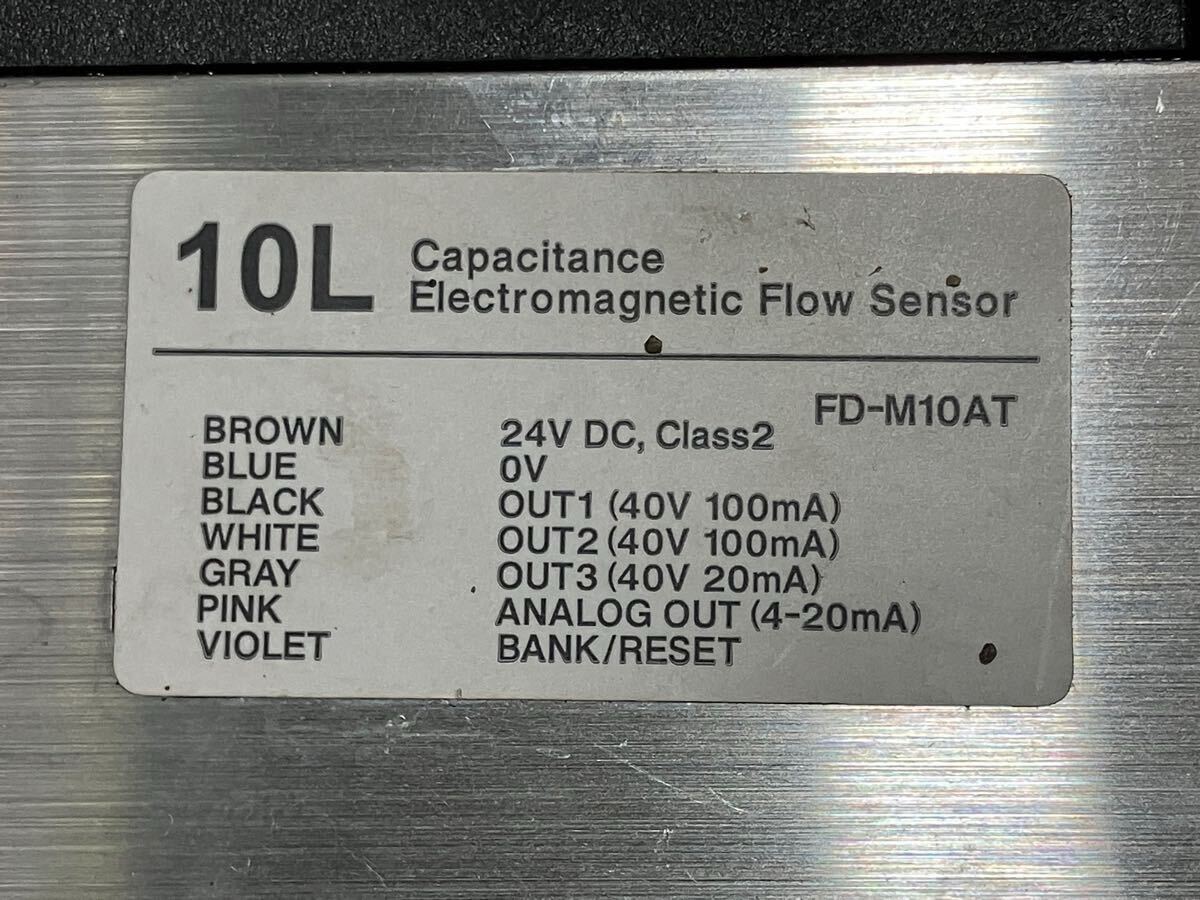 10L Capacitance
Electromagnetic Flow Sensor
FD-M10AT
BROWN 24V DC, Class2
BLUE 0V
BLACK OUT1 (40V 100mA)
WHITE OUT2 (40V 100mA)
GRAY OUT3 (40V 20mA)
PINK ANALOG OUT (4-20mA)
VIOLET BANK/RESET